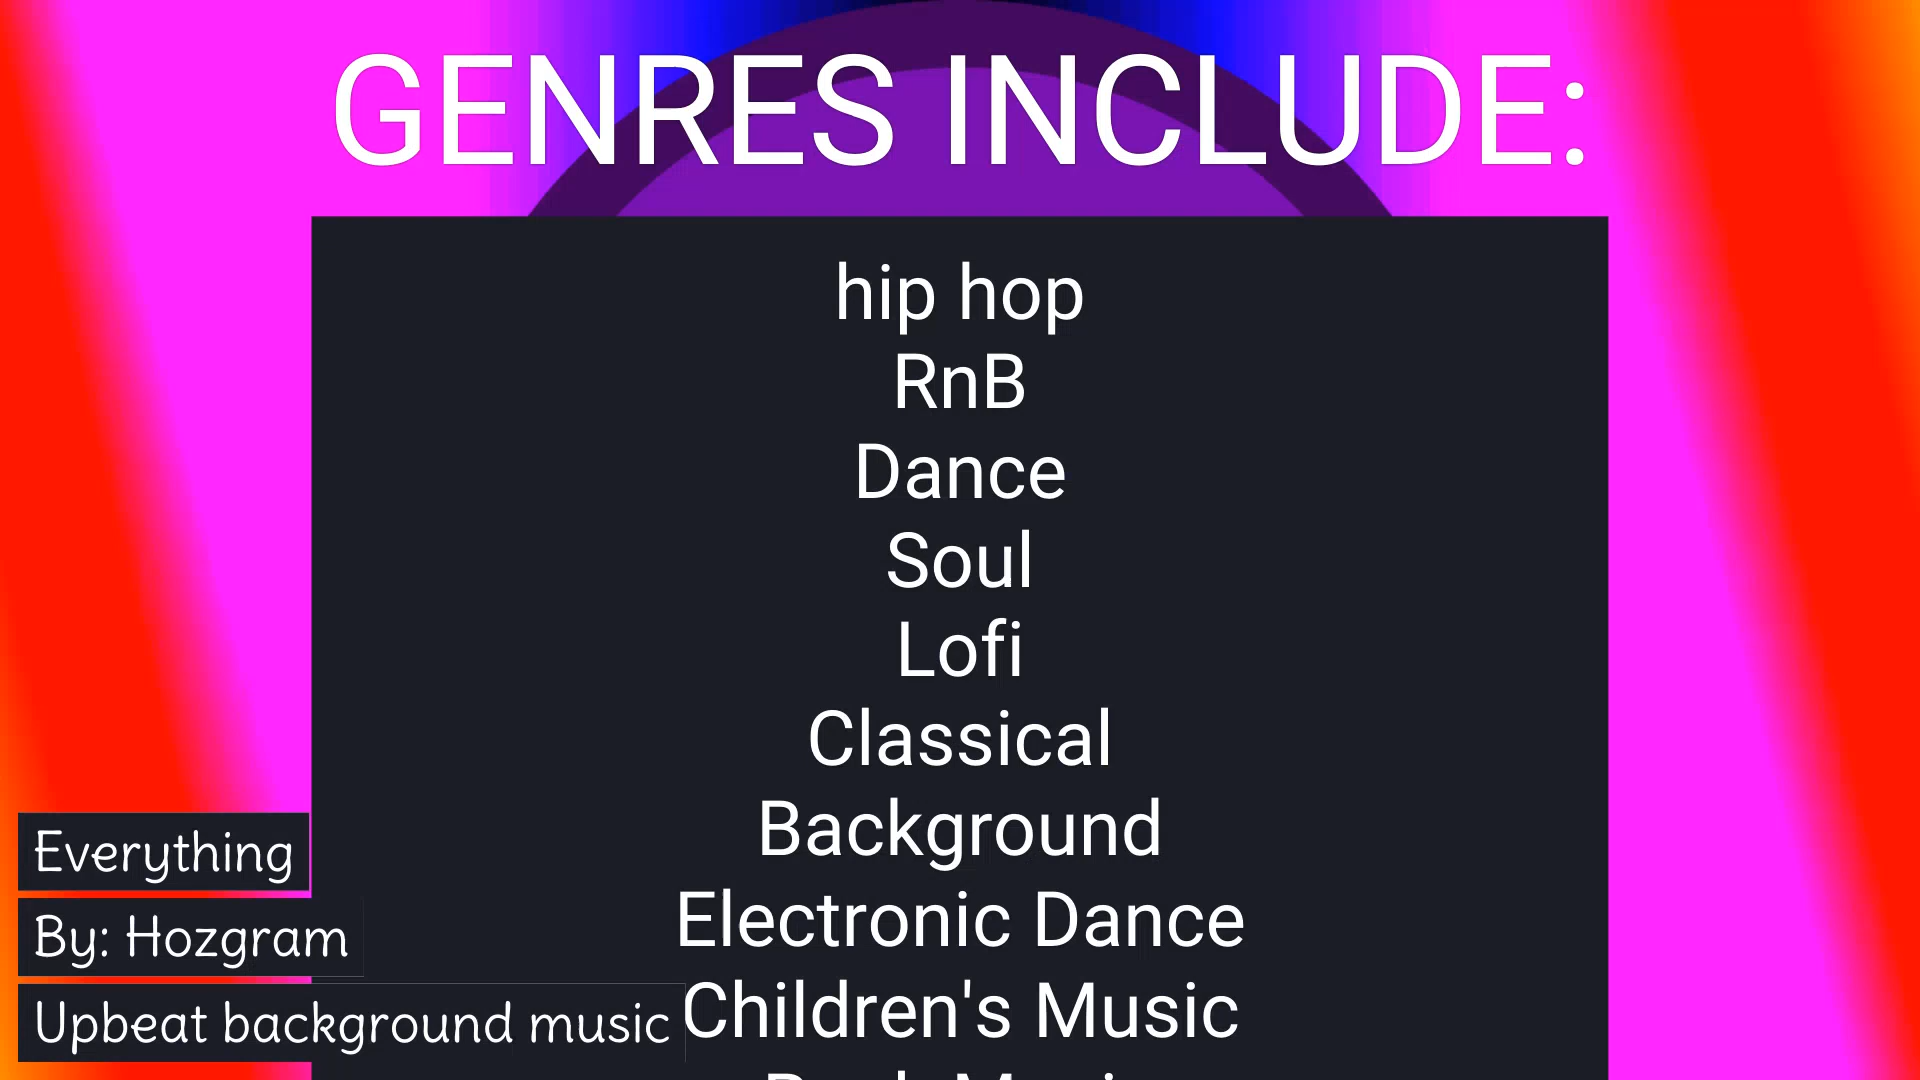 GENRES INCLUDE:
hip hop
RnB
Dance
Soul
Lofi
Classical
Background
Electronic Dance
Children's Music
Everything
By: Hozgram
Upbeat background music